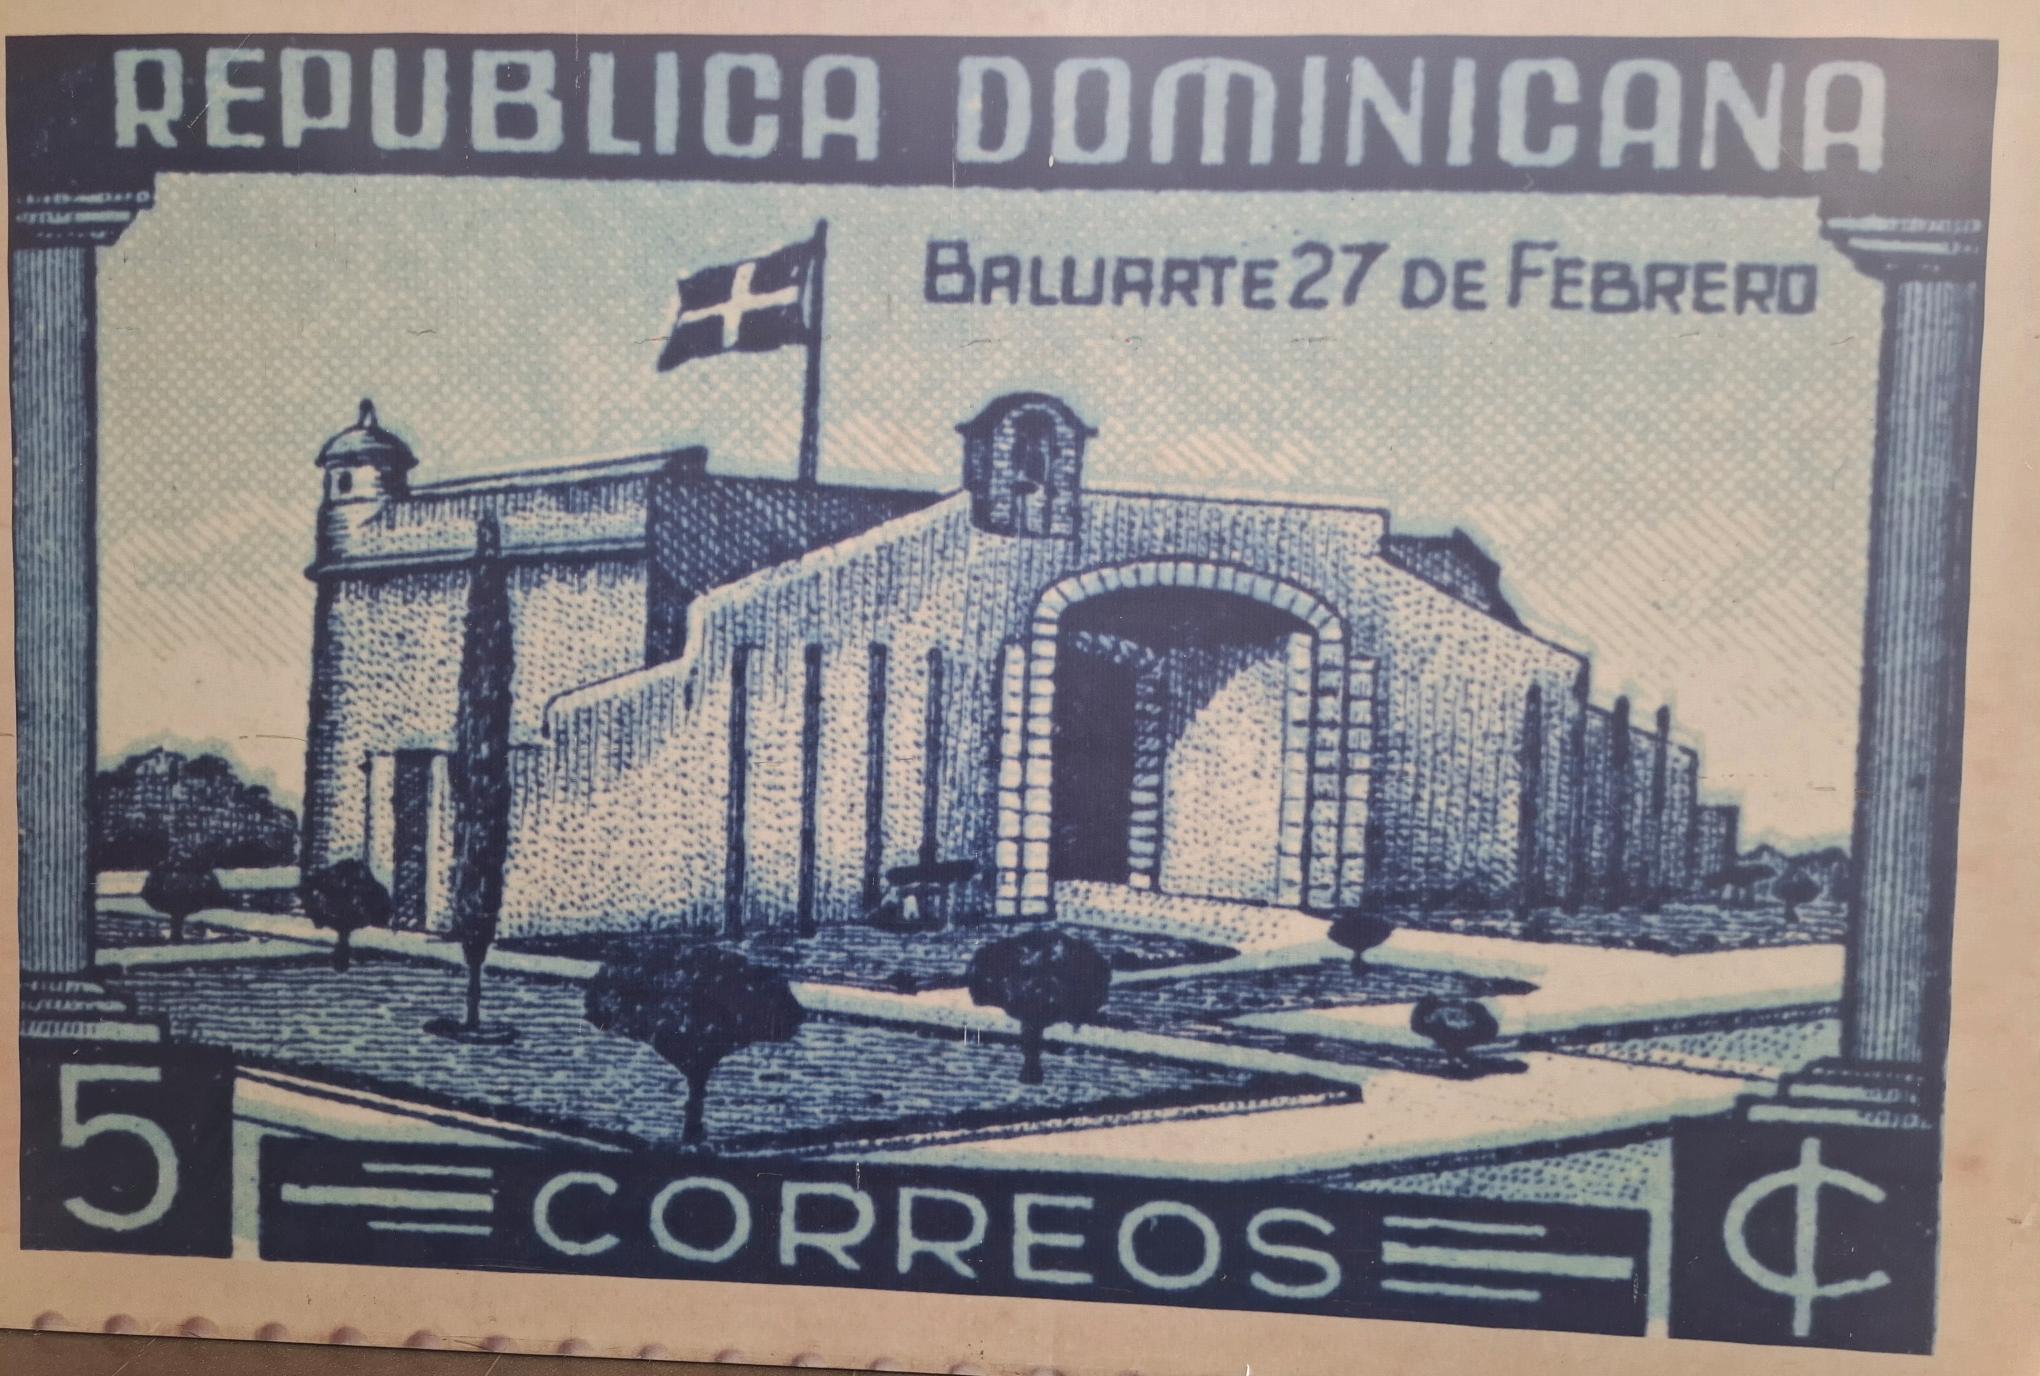 REPUBLICA DOMINICANA
BALUARTE 27 DE FEBRERO
5 CORREOS ¢